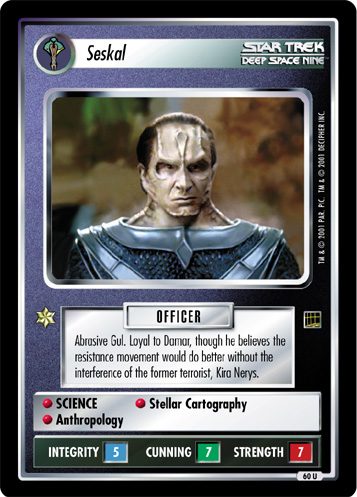 Seskal
STAR TREK
DEEP SPACE NINE™
TM & © 2001 PAR. PIC. TM & © 2001 DECIPHER INC.
OFFICER
Abrasive Gul. Loyal to Damar, though he believes the
resistance movement would do better without the
interference of the former terrorist, Kira Nerys.
SCIENCE
Stellar Cartography
Anthropology
INTEGRITY 5 CUNNING 7 STRENGTH 7
60 U